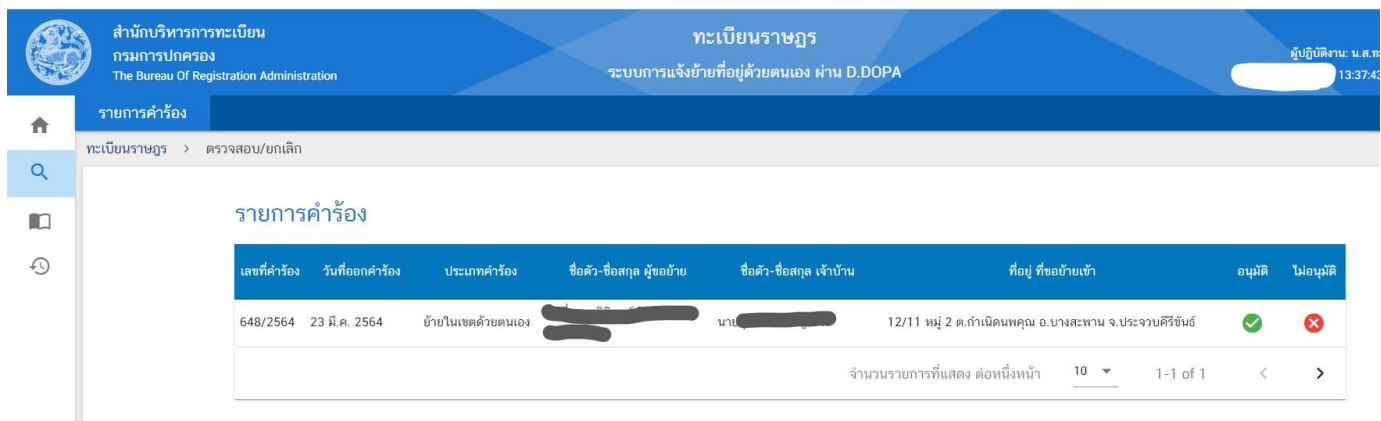 สำนักบริหารการทะเบียน
กรมการปกครอง
The Bureau Of Registration Administration
ทะเบียนราษฎร
ระบบการแจ้งย้ายที่อยู่ด้วยตนเอง ผ่าน D.DOPA
ผู้ปฏิบัติงาน: น.ส.
13:37:43
รายการคำร้อง
ทะเบียนราษฎร > ตรวจสอบ/ยกเลิก
รายการคำร้อง
เลขที่คำร้อง วันที่ออกคำร้อง ประเภทคำร้อง ชื่อตัว-ชื่อสกุล ผู้ขอย้าย ชื่อตัว-ชื่อสกุล เจ้าบ้าน ที่อยู่ ที่ขอย้ายเข้า อนุมัติ ไม่อนุมัติ
648/2564 23 มี.ค. 2564 ย้ายในเขตด้วยตนเอง นาย 12/11 หมู่ 2 ต.กำเนิดนพคุณ อ.บางสะพาน จ.ประจวบคีรีขันธ์
จำนวนรายการที่แสดง ต่อหนึ่งหน้า 10 1-1 of 1